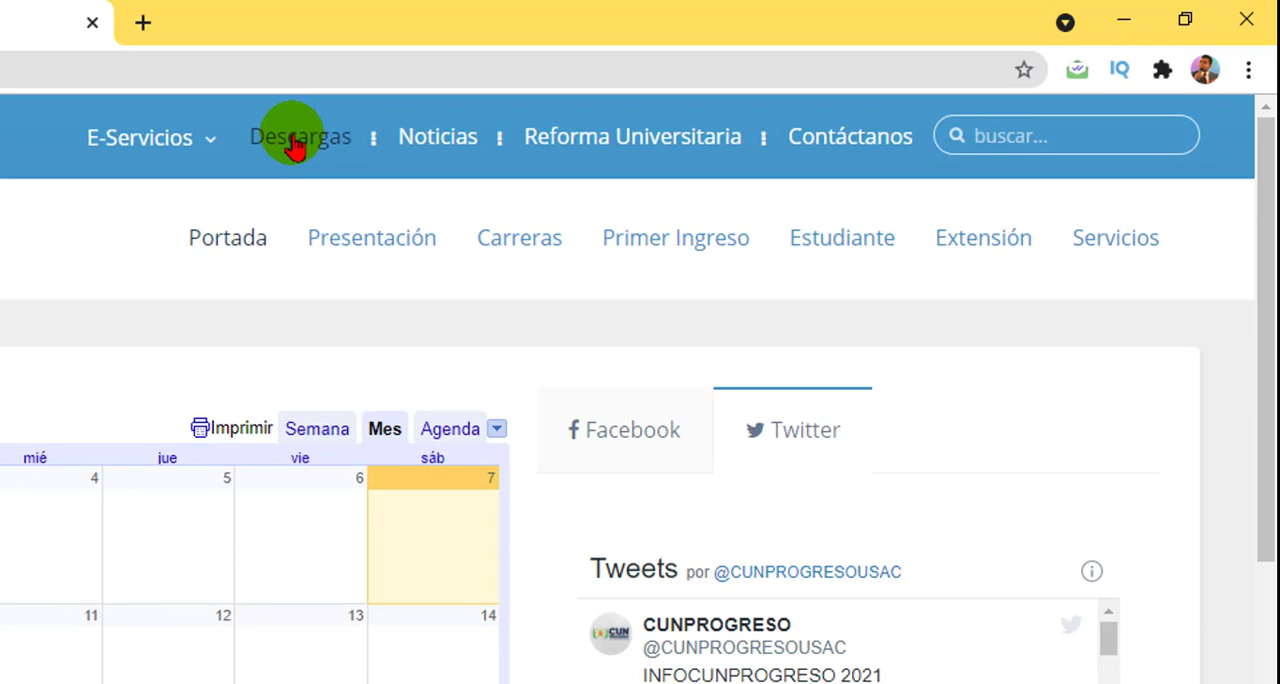 IQ
E-Servicios Descargas Noticias Reforma Universitaria Contáctanos buscar...
Portada Presentación Carreras Primer Ingreso Estudiante Extensión Servicios
Imprimir Semana Mes Agenda
mié jue vie sáb
4 5 6 7
11 12 13 14
Facebook Twitter
Tweets por @CUNPROGRESOUSAC
CUN
CUNPROGRESO
@CUNPROGRESOUSAC
INFOCUNPROGRESO 2021